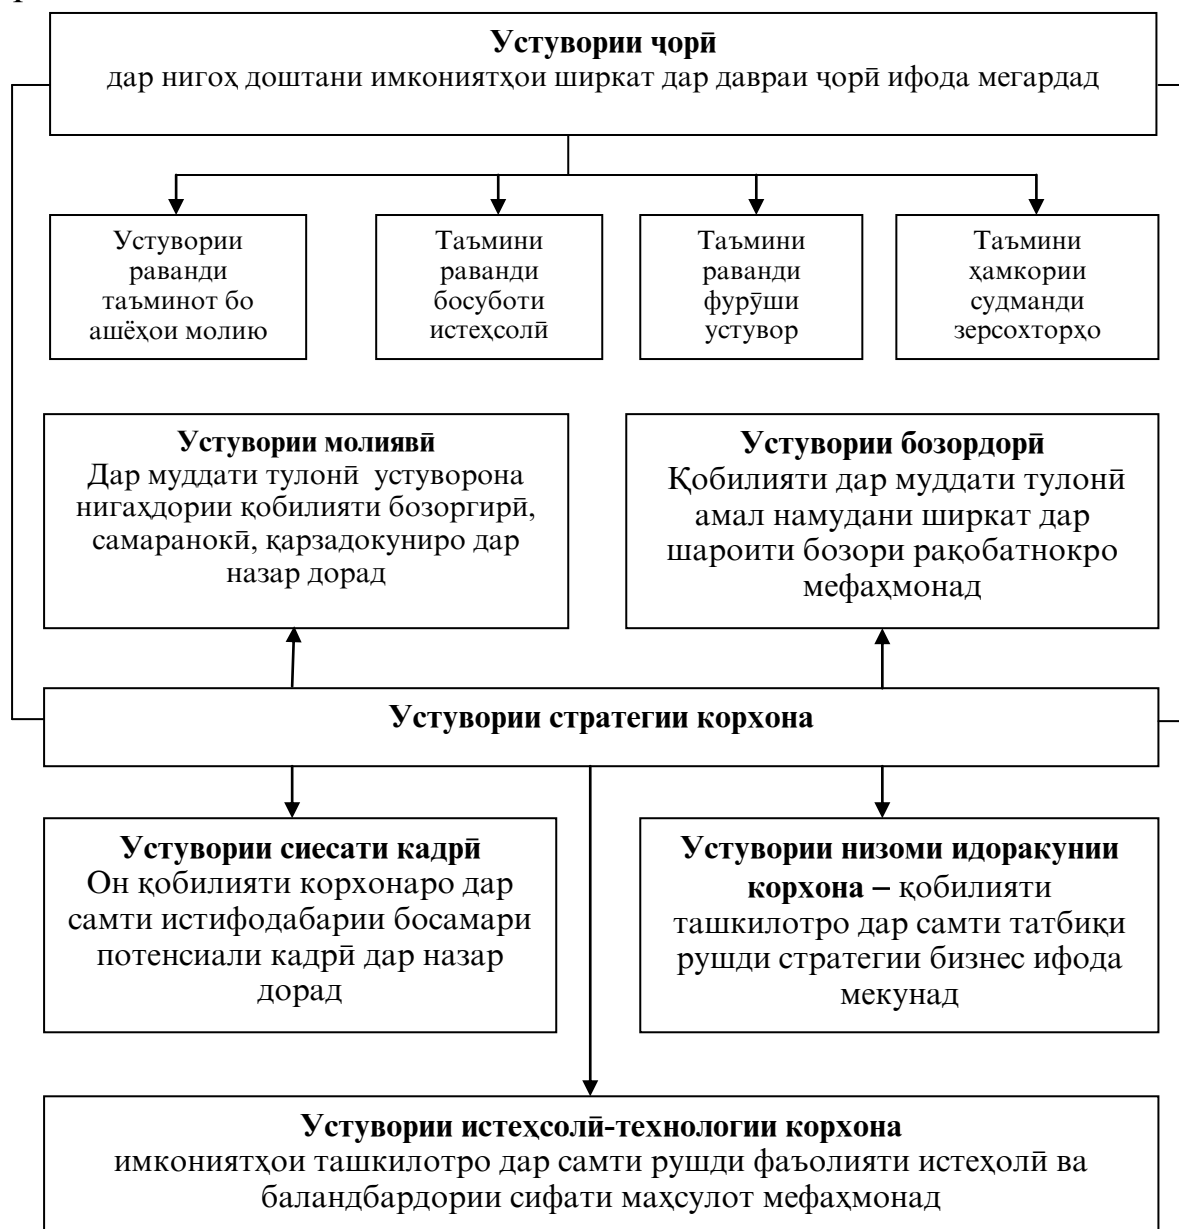 Устувории ҷорӣ
дар нигоҳ доштани имкониятҳои ширкат дар давраи ҷорӣ ифода мегардад
Устувории
раванди
таъминот бо
ашёҳои молию
Таъмини
раванди
босуботи
истеҳсолӣ
Таъмини
раванди
фурӯши
устувор
Таъмини
ҳамкории
судманди
зерсохторҳо
Устувории молиявӣ
Дар муддати тулонӣ устуворона
нигаҳдории қобилияти бозоргирӣ,
самаранокӣ, қарзадокуниро дар
назар дорад
Устувории бозордорӣ
Қобилияти дар муддати тулонӣ
амал намудани ширкат дар
шароити бозори рақобатнокро
мефаҳмонад
Устувории стратегии корхона
Устувории сиесати кадрӣ
Он қобилияти корхонаро дар
самти истифодабарии босамари
потенсиали кадрӣ дар назар
дорад
Устувории низоми идоракунии
корхона – қобилияти
ташкилотро дар самти татбиқи
рушди стратегии бизнес ифода
мекунад
Устувории истеҳсолӣ-технологии корхона
имкониятҳои ташкилотро дар самти рушди фаъолияти истеҳолӣ ва
баландбардории сифати маҳсулот мефаҳмонад